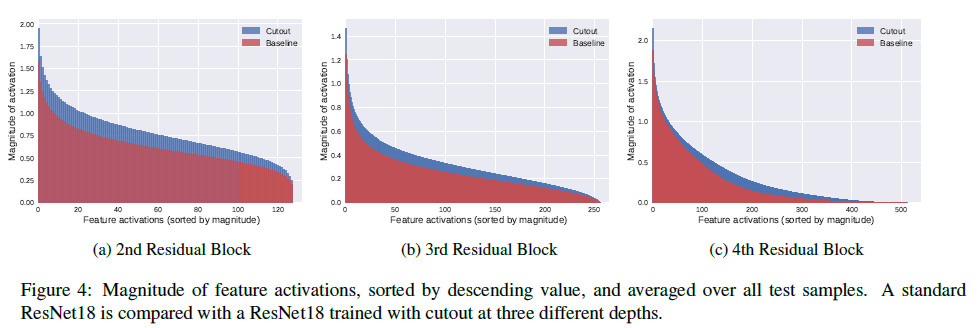 2.00
1.75
1.50
1.25
1.00
0.75
0.50
0.25
0.00
Magnitude of activation
Cutout
Baseline
0 20 40 60 80 100 120
Feature activations (sorted by magnitude)
(a) 2nd Residual Block
1.4
1.2
1.0
0.8
0.6
0.4
0.2
0.0
Magnitude of activation
Cutout
Baseline
0 50 100 150 200 250
Feature activations (sorted by magnitude)
(b) 3rd Residual Block
2.0
1.5
1.0
0.5
0.0
Magnitude of activation
Cutout
Baseline
0 100 200 300 400 500
Feature activations (sorted by magnitude)
(c) 4th Residual Block
Figure 4: Magnitude of feature activations, sorted by descending value, and averaged over all test samples. A standard
ResNet18 is compared with a ResNet18 trained with cutout at three different depths.